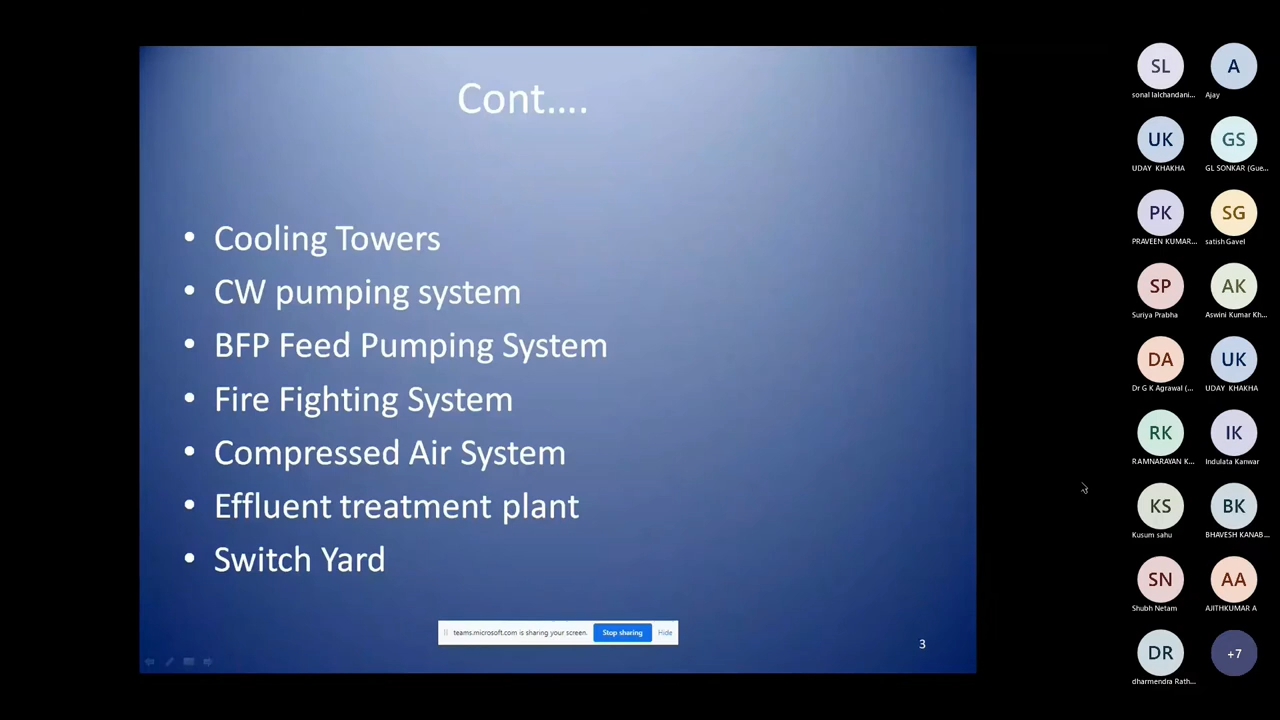 Cont....
• Cooling Towers
• CW pumping system
• BFP Feed Pumping System
• Fire Fighting System
• Compressed Air System
• Effluent treatment plant
• Switch Yard
teams.microsoft.com is sharing your screen. Stop sharing Hide
3
SL A
sonal lalchandani... Ajay
UK GS
UDAY KHAKHA GL SONKAR (Gue...
PK SG
PRAVEEN KUMAR... satish Gavel
SP AK
Suriya Prabha Aswini Kumar Kh...
DA UK
Dr G K Agrawal (... UDAY KHAKHA
RK IK
RAMNARAYAN K... Indulata Kanwar
KS BK
Kusum sahu BHAVESH KANAB...
SN AA
Shubh Netam AJITHKUMAR A
DR +7
dharmendra Rath...